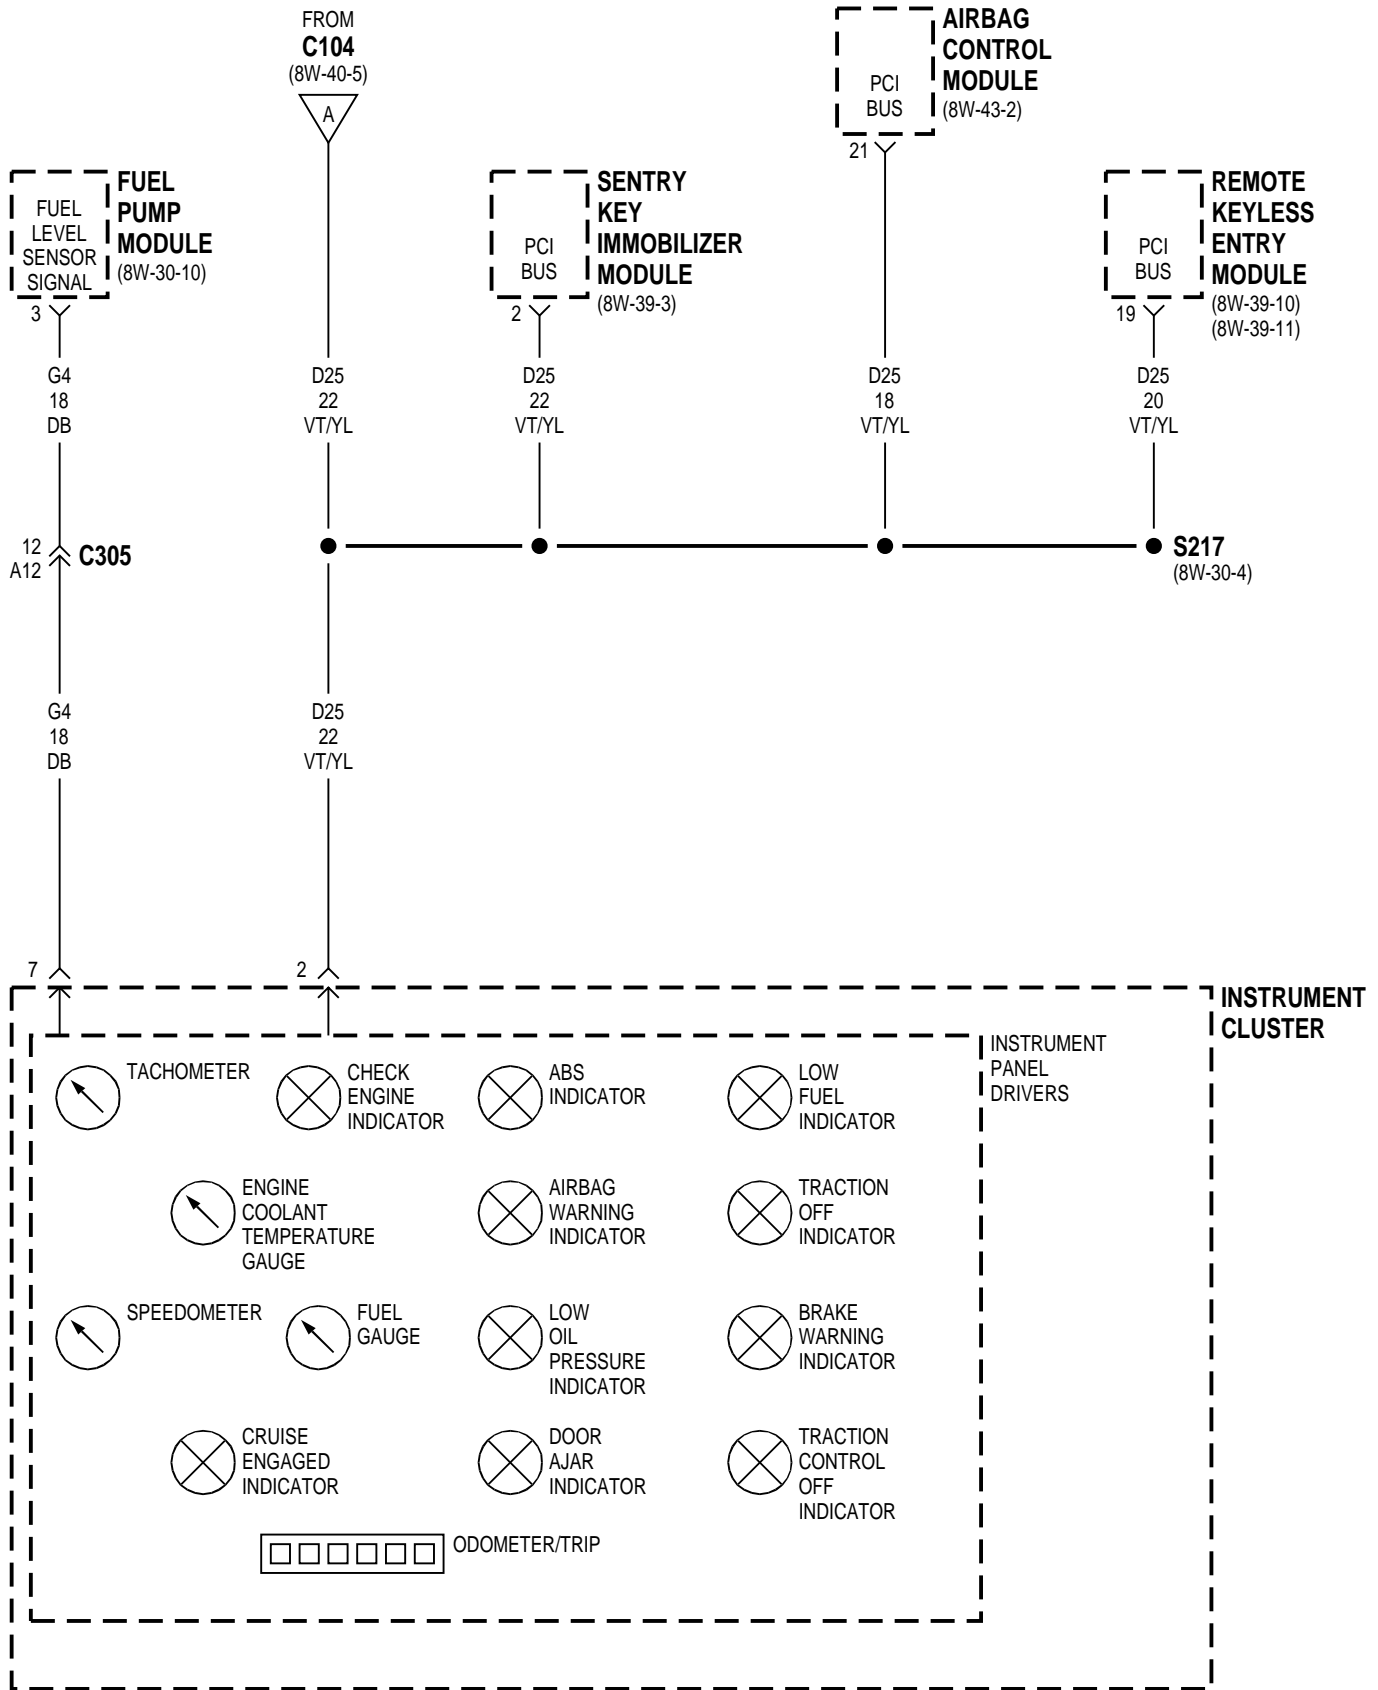 FROM
C104
(8W-40-5)
A
AIRBAG
CONTROL
MODULE
(8W-43-2)
PCI
BUS
21
FUEL
PUMP
MODULE
(8W-30-10)
FUEL
LEVEL
SENSOR
SIGNAL
3
SENTRY
KEY
IMMOBILIZER
MODULE
(8W-39-3)
PCI
BUS
2
REMOTE
KEYLESS
ENTRY
MODULE
(8W-39-10)
(8W-39-11)
PCI
BUS
19
G4
18
DB
D25
22
VT/YL
D25
22
VT/YL
D25
18
VT/YL
D25
20
VT/YL
12
A12
C305
S217
(8W-30-4)
G4
18
DB
D25
22
VT/YL
7
2
INSTRUMENT
CLUSTER
INSTRUMENT
PANEL
DRIVERS
TACHOMETER
CHECK
ENGINE
INDICATOR
ABS
INDICATOR
LOW
FUEL
INDICATOR
ENGINE
COOLANT
TEMPERATURE
GAUGE
AIRBAG
WARNING
INDICATOR
TRACTION
OFF
INDICATOR
SPEEDOMETER
FUEL
GAUGE
LOW
OIL
PRESSURE
INDICATOR
BRAKE
WARNING
INDICATOR
CRUISE
ENGAGED
INDICATOR
DOOR
AJAR
INDICATOR
TRACTION
CONTROL
OFF
INDICATOR
ODOMETER/TRIP